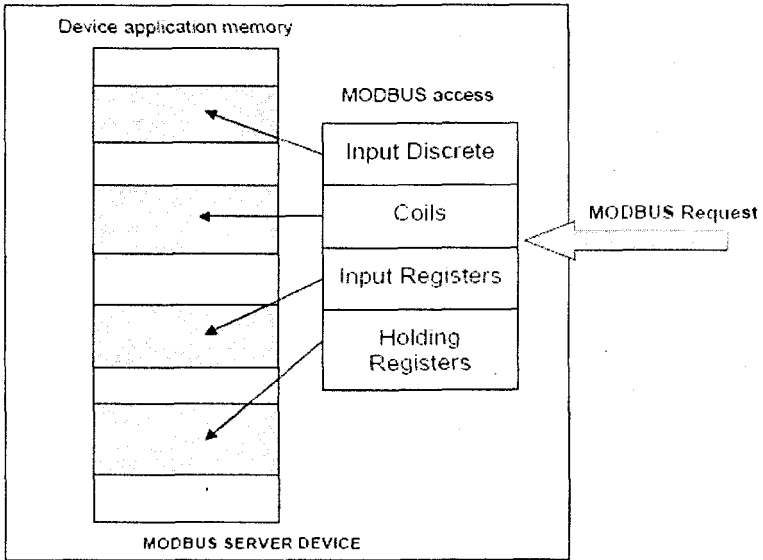 Device application memory
MODBUS access
Input Discrete
Coils
Input Registers
Holding
Registers
MODBUS Request
MODBUS SERVER DEVICE